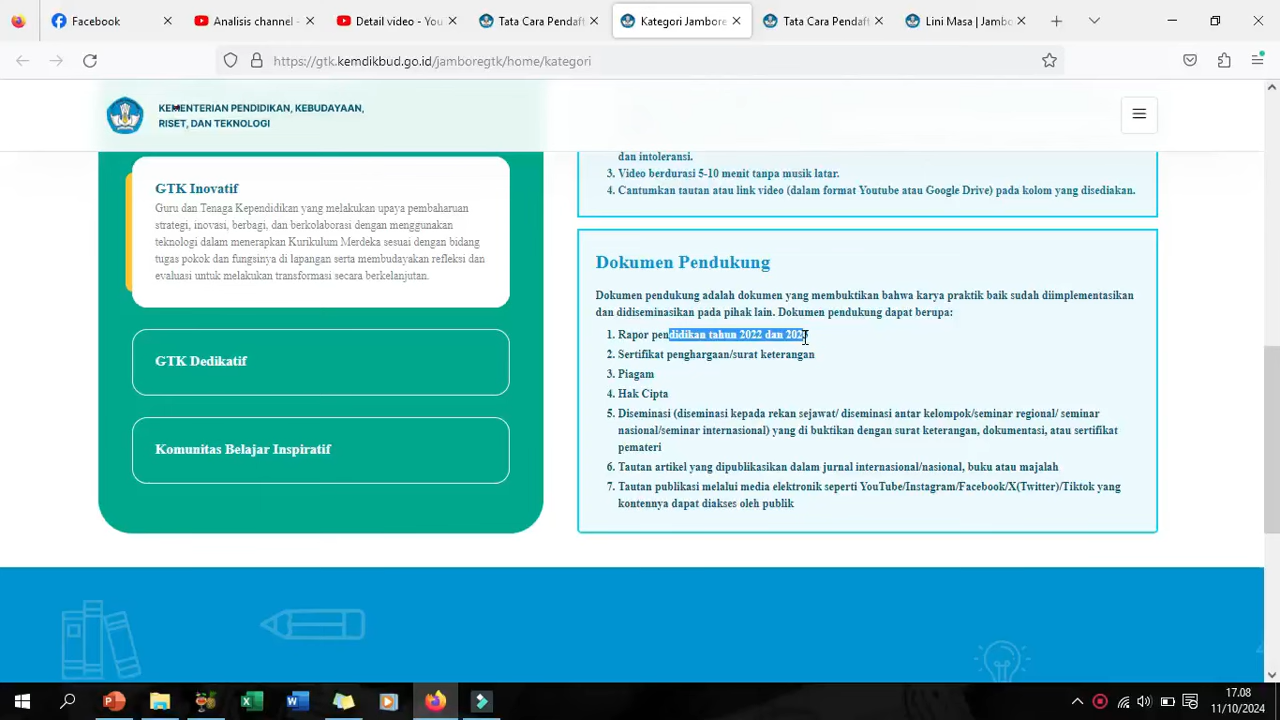 Facebook
Analisis channel -
Detail video - You
Tata Cara Pendaft
Kategori Jambore
Tata Cara Pendaft
Lini Masa | Jambo
https://gtk.kemdikbud.go.id/jamboregtk/home/kategori
KEMENTERIAN PENDIDIKAN, KEBUDAYAAN,
RISET, DAN TEKNOLOGI
GTK Inovatif
Guru dan Tenaga Kependidikan yang melakukan upaya pembaharuan
strategi, inovasi, berbagi, dan berkolaborasi dengan menggunakan
teknologi dalam menerapkan Kurikulum Merdeka sesuai dengan bidang
tugas pokok dan fungsinya di lapangan serta membudayakan refleksi dan
evaluasi untuk melakukan transformasi secara berkelanjutan.
GTK Dedikatif
Komunitas Belajar Inspiratif
dan intoleransi.
3. Video berdurasi 5-10 menit tanpa musik latar.
4. Cantumkan tautan atau link video (dalam format Youtube atau Google Drive) pada kolom yang disediakan.
Dokumen Pendukung
Dokumen pendukung adalah dokumen yang membuktikan bahwa karya praktik baik sudah diimplementasikan
dan didiseminasikan pada pihak lain. Dokumen pendukung dapat berupa:
1. Rapor pendidikan tahun 2022 dan 2023
2. Sertifikat penghargaan/surat keterangan
3. Piagam
4. Hak Cipta
5. Diseminasi (diseminasi kepada rekan sejawat/ diseminasi antar kelompok/seminar regional/ seminar
nasional/seminar internasional) yang di buktikan dengan surat keterangan, dokumentasi, atau sertifikat
pemateri
6. Tautan artikel yang dipublikasikan dalam jurnal internasional/nasional, buku atau majalah
7. Tautan publikasi melalui media elektronik seperti YouTube/Instagram/Facebook/X(Twitter)/Tiktok yang
kontennya dapat diakses oleh publik
17.08
11/10/2024